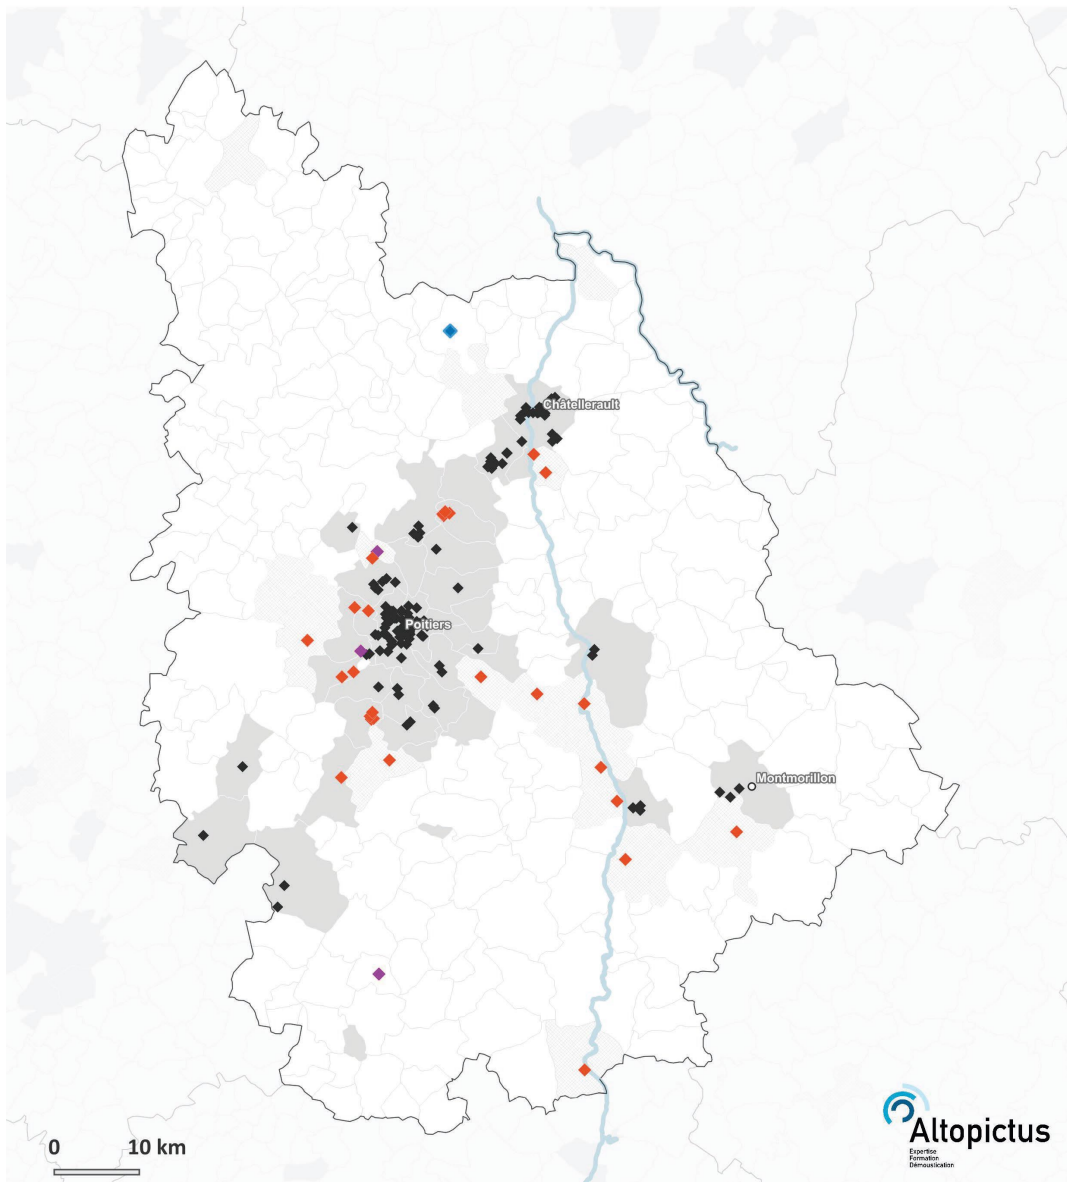 Châtellerault
Poitiers
Montmorillon
0 10 km
Altopictus
Expertise
Formation
Démoustication